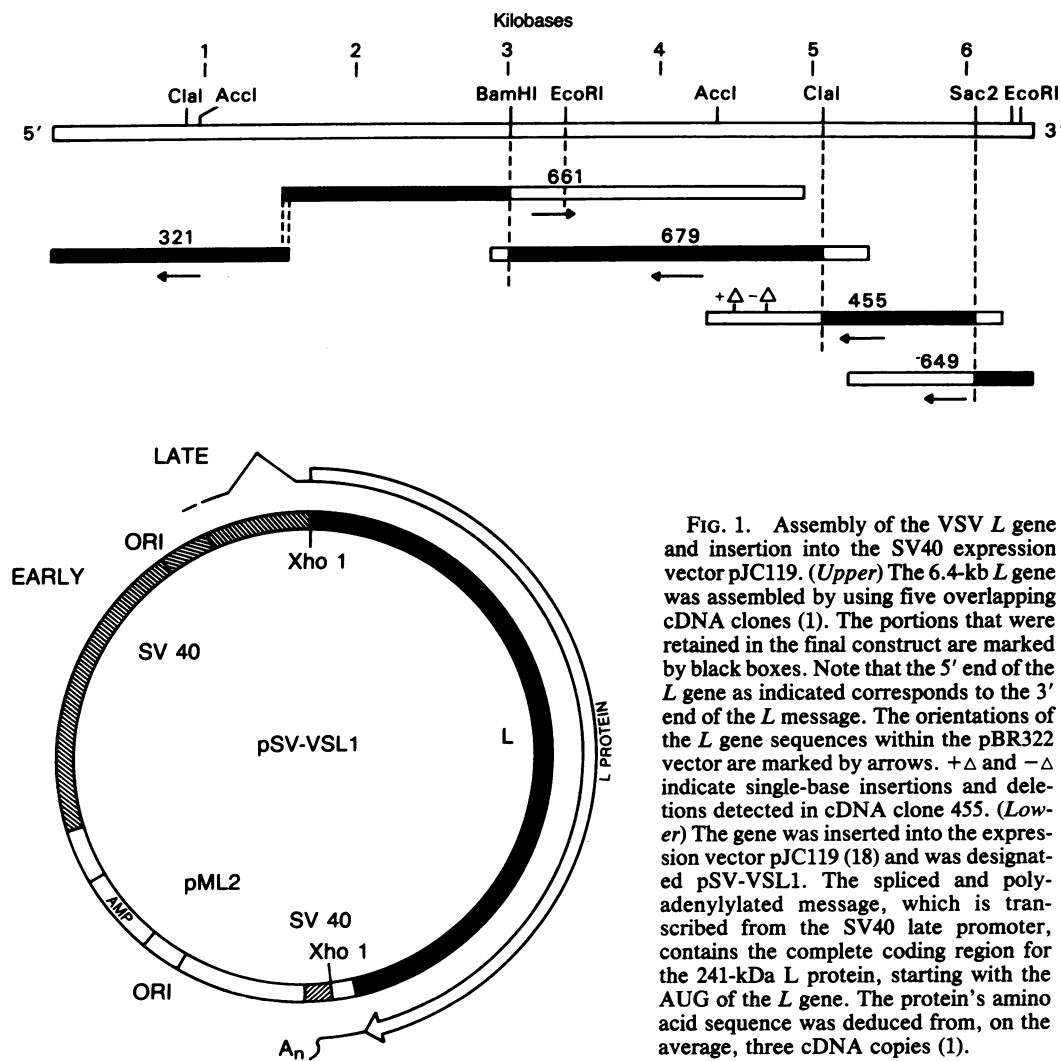 Kilobases
1 2 3 4 5 6
ClaI AccI BamHI EcoRI AccI ClaI Sac2 EcoRI
5' 3'
661
321 679
+△ −△ 455
-649
LATE
ORI
Xho 1
EARLY
SV 40
pSV-VSL1 L L PROTEIN
pML2
AMP
SV 40
Xho 1
ORI
An
FIG. 1. Assembly of the VSV L gene
and insertion into the SV40 expression
vector pJC119. (Upper) The 6.4-kb L gene
was assembled by using five overlapping
cDNA clones (1). The portions that were
retained in the final construct are marked
by black boxes. Note that the 5' end of the
L gene as indicated corresponds to the 3'
end of the L message. The orientations of
the L gene sequences within the pBR322
vector are marked by arrows. +△ and −△
indicate single-base insertions and dele-
tions detected in cDNA clone 455. (Low-
er) The gene was inserted into the expres-
sion vector pJC119 (18) and was designat-
ed pSV-VSL1. The spliced and poly-
adenylylated message, which is tran-
scribed from the SV40 late promoter,
contains the complete coding region for
the 241-kDa L protein, starting with the
AUG of the L gene. The protein's amino
acid sequence was deduced from, on the
average, three cDNA copies (1).